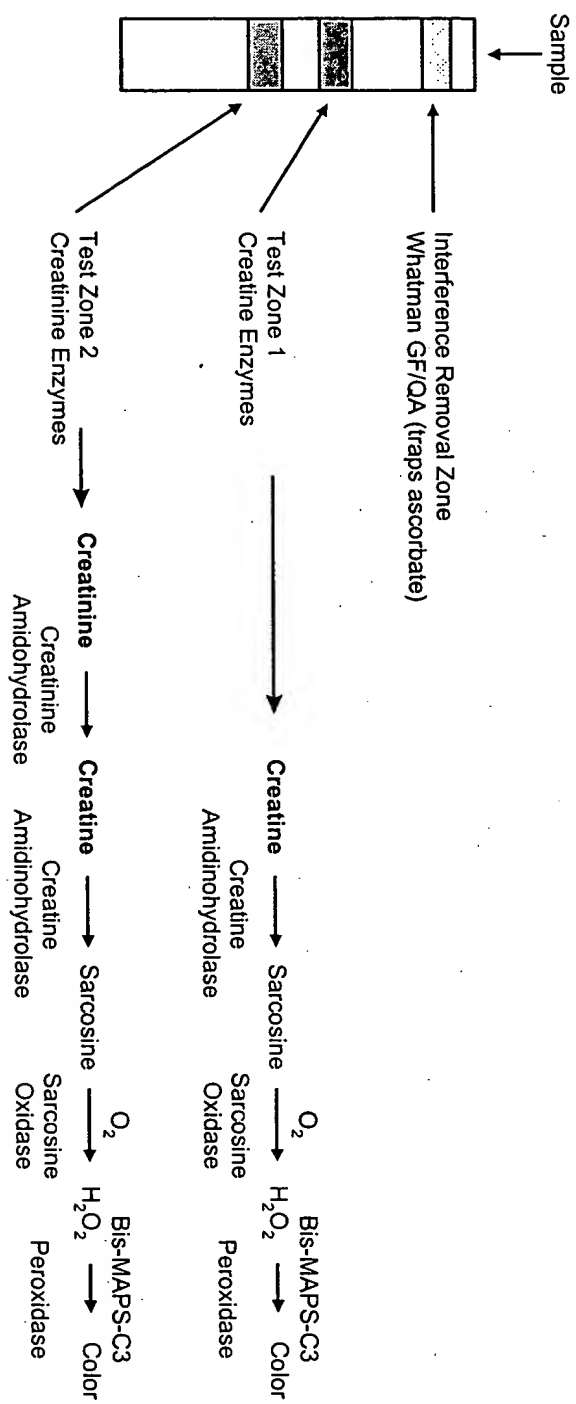 Sample
Interference Removal Zone
Whatman GF/QA (traps ascorbate)
Test Zone 1
Creatine Enzymes
Creatine
Creatine
Amidinohydrolase
Sarcosine
O₂
Sarcosine
Oxidase
H₂O₂
Bis-MAPS-C3
Peroxidase
Color
Test Zone 2
Creatinine Enzymes
Creatinine
Creatinine
Amidohydrolase
Creatine
Creatine
Amidinohydrolase
Sarcosine
O₂
Sarcosine
Oxidase
H₂O₂
Bis-MAPS-C3
Peroxidase
Color